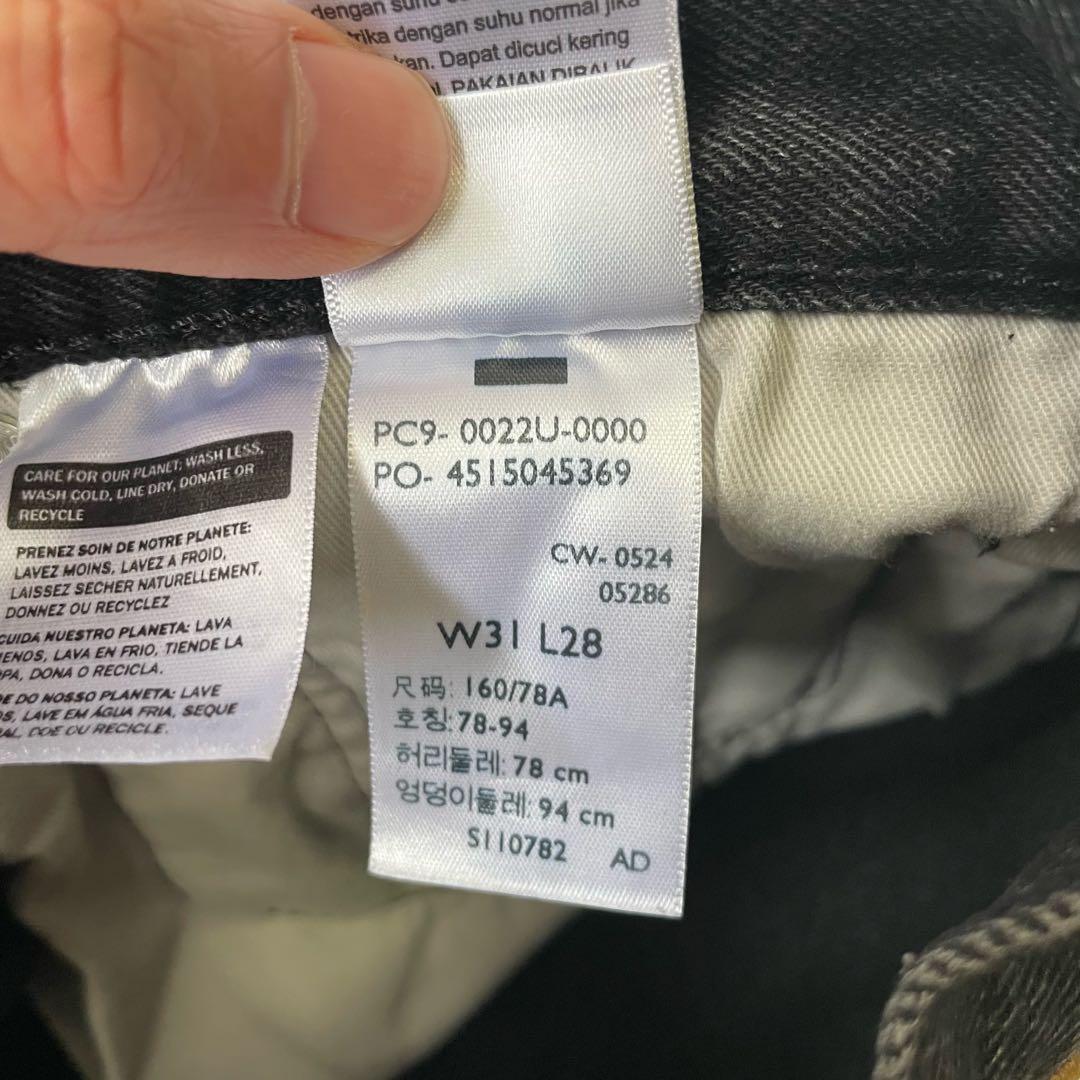 dengan suhu
dengan suhu normal jika
Dapat dicuci kering
PAKAIAN DIBALIK
CARE FOR OUR PLANET: WASH LESS,
WASH COLD, LINE DRY, DONATE OR
RECYCLE
PRENEZ SOIN DE NOTRE PLANETE:
LAVEZ MOINS, LAVEZ A FROID,
LAISSEZ SECHER NATURELLEMENT,
DONNEZ OU RECYCLEZ
CUIDA NUESTRO PLANETA: LAVA
LAVA EN FRIO, TIENDE LA
DONA O RECICLA.
DO NOSSO PLANETA: LAVE
LAVE EM ÁGUA FRIA, SEQUE
DOE OU RECICLE.
PC9- 0022U-0000
PO- 4515045369
CW- 0524
05286
W31 L28
尺码: 160/78A
호칭: 78-94
허리둘레: 78 cm
엉덩이둘레: 94 cm
S110782 AD